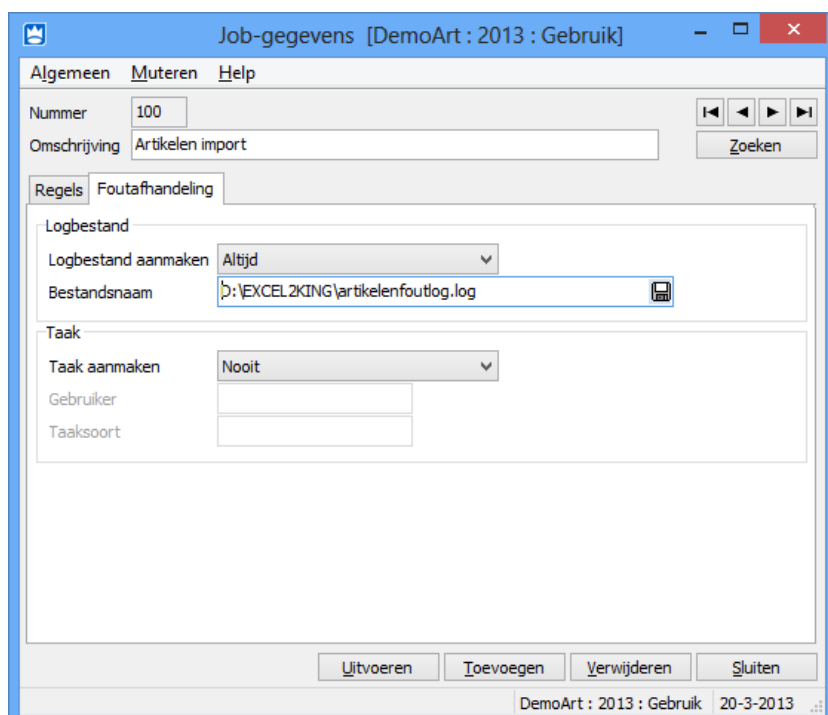 Job-gegevens [DemoArt : 2013 : Gebruik]
Algemeen Muteren Help
Nummer 100
Omschrijving Artikelen import
Zoeken
Regels Foutafhandeling
Logbestand
Logbestand aanmaken Altijd
Bestandsnaam D:\EXCEL2KING\artikelenfoutlog.log
Taak
Taak aanmaken Nooit
Gebruiker
Taaksoort
Uitvoeren Toevoegen Verwijderen Sluiten
DemoArt : 2013 : Gebruik 20-3-2013